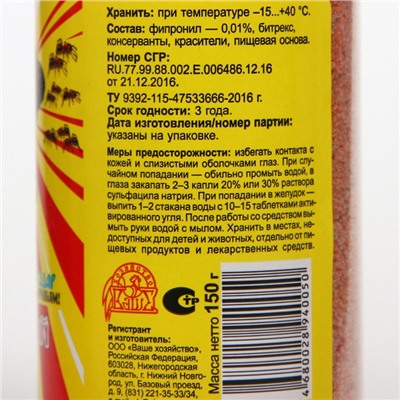 Хранить: при температуре –15...+40°С.
Состав: фипронил — 0,01%, битрекс,
консерванты, красители, пищевая основа.
Номер СГР:
RU.77.99.88.002.Е.006486.12.16
от 21.12.2016.
ТУ 9392-115-47533666-2016 г.
Срок годности: 3 года.
Дата изготовления/номер партии:
указаны на упаковке.
Меры предосторожности: избегать контакта с
кожей и слизистыми оболочками глаз. При слу-
чайном попадании — обильно промыть водой, в
глаза закапать 2–3 капли 20% или 30% раствора
сульфацила натрия. При попадании в желудок —
выпить 1–2 стакана воды с 10–15 таблетками акти-
вированного угля. После работы со средством вы-
мыть руки водой с мылом. Хранить в местах, не-
доступных для детей и животных, отдельно от пи-
щевых продуктов и лекарственных средств.
Масса нетто 150 г
4 680028 940050
Регистрант
и изготовитель:
ООО «Ваше хозяйство»,
Российская Федерация,
603028, Нижегородская
область, г. Нижний Новго-
род, ул. Базовый проезд,
д. 9, (831) 221-35-33/34,